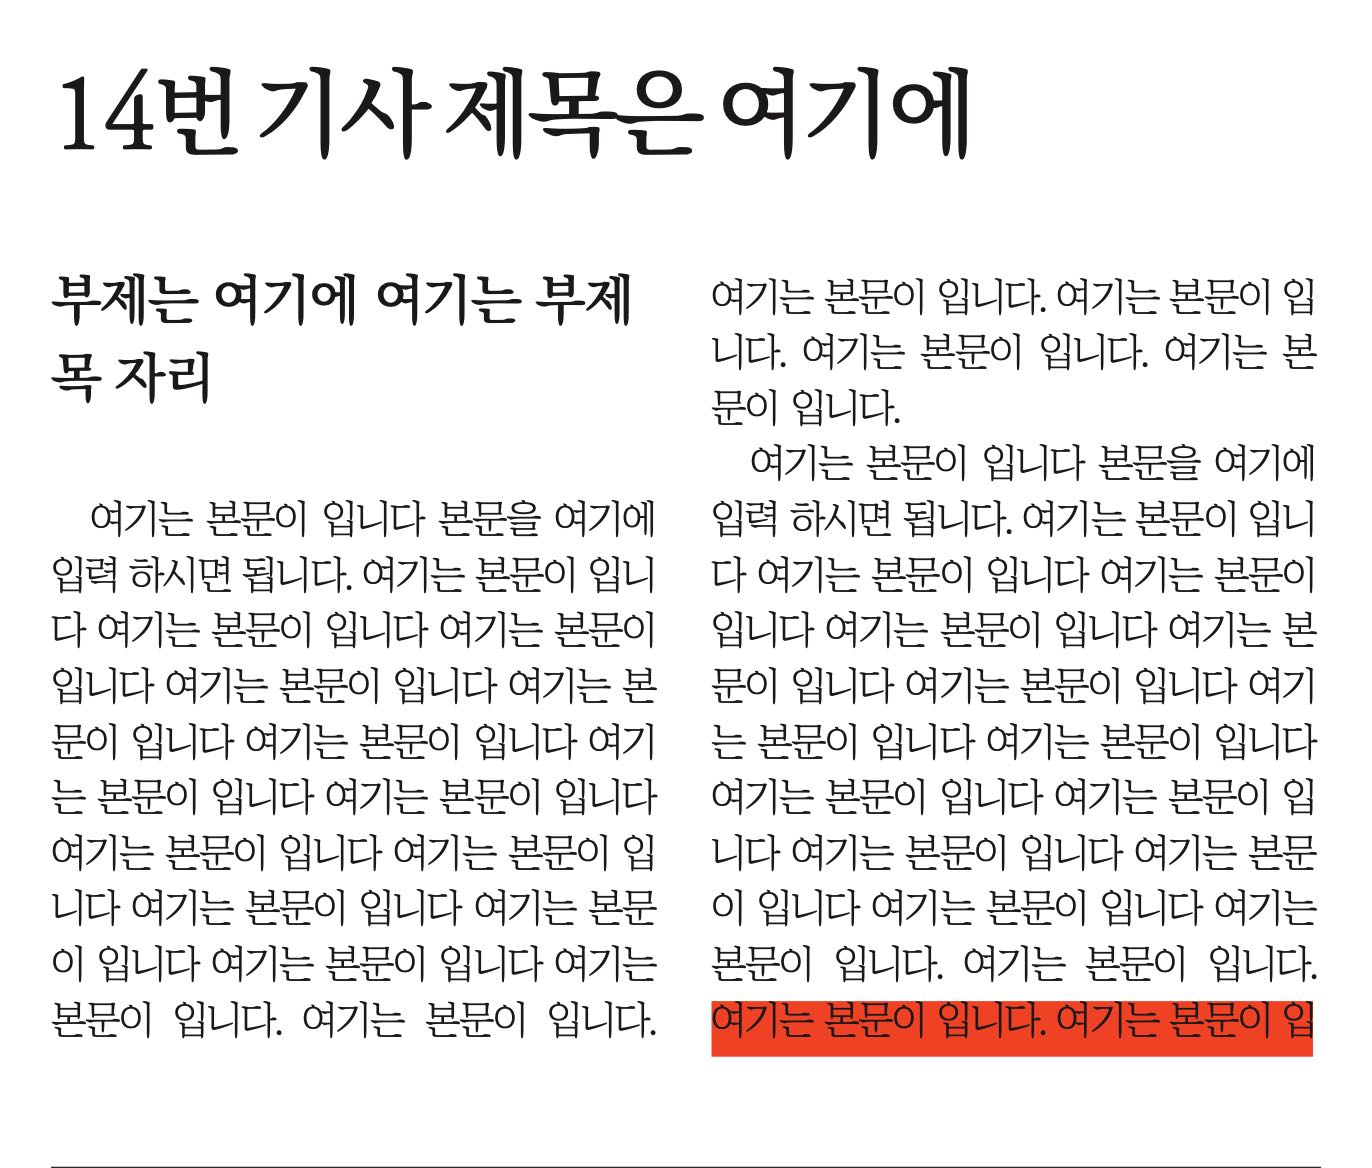 14번 기사 제목은 여기에
부제는 여기에 여기는 부제
목 자리
여기는 본문이 입니다 본문을 여기에
입력 하시면 됩니다. 여기는 본문이 입니
다 여기는 본문이 입니다 여기는 본문이
입니다 여기는 본문이 입니다 여기는 본
문이 입니다 여기는 본문이 입니다 여기
는 본문이 입니다 여기는 본문이 입니다
여기는 본문이 입니다 여기는 본문이 입
니다 여기는 본문이 입니다 여기는 본문
이 입니다 여기는 본문이 입니다 여기는
본문이 입니다. 여기는 본문이 입니다.
여기는 본문이 입니다. 여기는 본문이 입
니다. 여기는 본문이 입니다. 여기는 본
문이 입니다.
여기는 본문이 입니다 본문을 여기에
입력 하시면 됩니다. 여기는 본문이 입니
다 여기는 본문이 입니다 여기는 본문이
입니다 여기는 본문이 입니다 여기는 본
문이 입니다 여기는 본문이 입니다 여기
는 본문이 입니다 여기는 본문이 입니다
여기는 본문이 입니다 여기는 본문이 입
니다 여기는 본문이 입니다 여기는 본문
이 입니다 여기는 본문이 입니다 여기는
본문이 입니다. 여기는 본문이 입니다.
여기는 본문이 입니다. 여기는 본문이 입